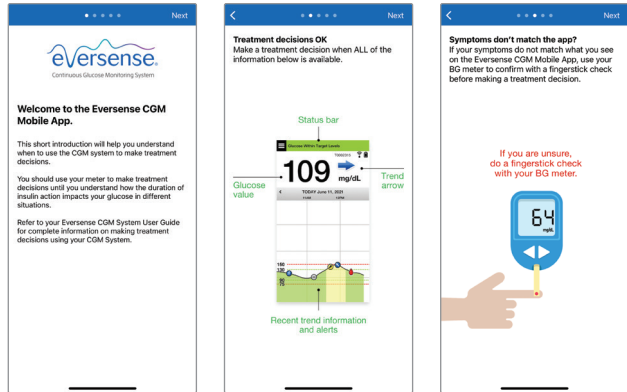 Next
eversense.
Continuous Glucose Monitoring System
Welcome to the Eversense CGM
Mobile App.
This short introduction will help you understand
when to use the CGM system to make treatment
decisions.
You should use your meter to make treatment
decisions until you understand how the duration of
insulin action impacts your glucose in different
situations.
Refer to your Eversense CGM System User Guide
for complete information on making treatment
decisions using your CGM System.
Next
Treatment decisions OK
Make a treatment decision when ALL of the
information below is available.
Status bar
Glucose Within Target Levels
109
mg/dL
Glucose
value
Trend
arrow
TODAY June 11, 2021
180
70
Recent trend information
and alerts
Next
Symptoms don't match the app?
If your symptoms do not match what you see
on the Eversense CGM Mobile App, use your
BG meter to confirm with a fingerstick check
before making a treatment decision.
If you are unsure,
do a fingerstick check
with your BG meter.
64
mg/dL